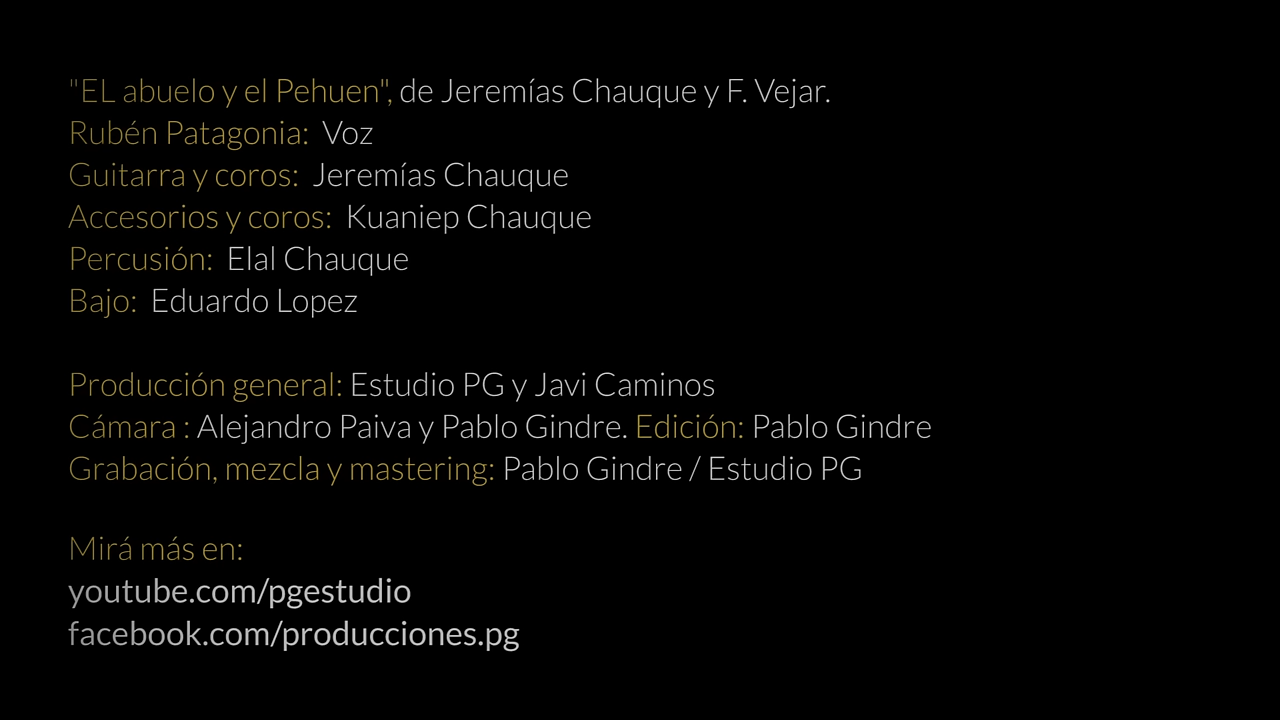 "EL abuelo y el Pehuen", de Jeremías Chauque y F. Vejar.
Rubén Patagonia: Voz
Guitarra y coros: Jeremías Chauque
Accesorios y coros: Kuaniep Chauque
Percusión: Elal Chauque
Bajo: Eduardo Lopez
Producción general: Estudio PG y Javi Caminos
Cámara : Alejandro Paiva y Pablo Gindre. Edición: Pablo Gindre
Grabación, mezcla y mastering: Pablo Gindre / Estudio PG
Mirá más en:
youtube.com/pgestudio
facebook.com/producciones.pg